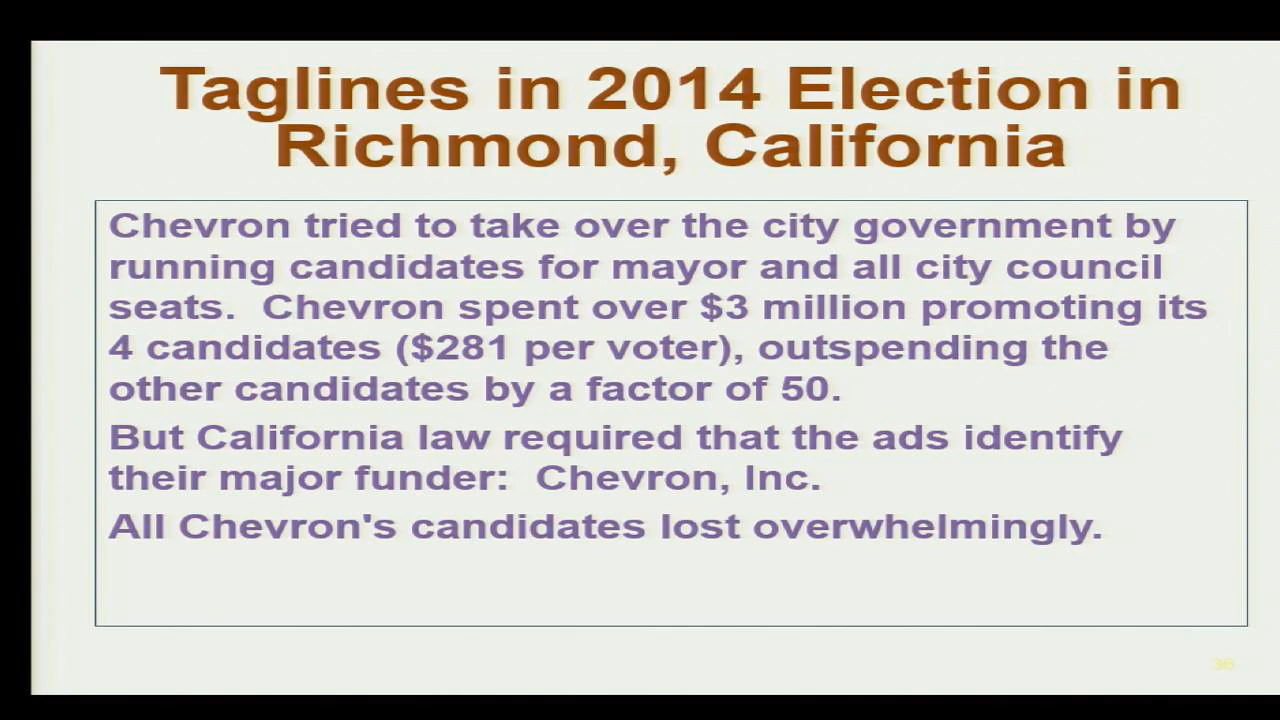 Taglines in 2014 Election in
Richmond, California
Chevron tried to take over the city government by
running candidates for mayor and all city council
seats.  Chevron spent over $3 million promoting its
4 candidates ($281 per voter), outspending the
other candidates by a factor of 50.
But California law required that the ads identify
their major funder:  Chevron, Inc.
All Chevron's candidates lost overwhelmingly.
36